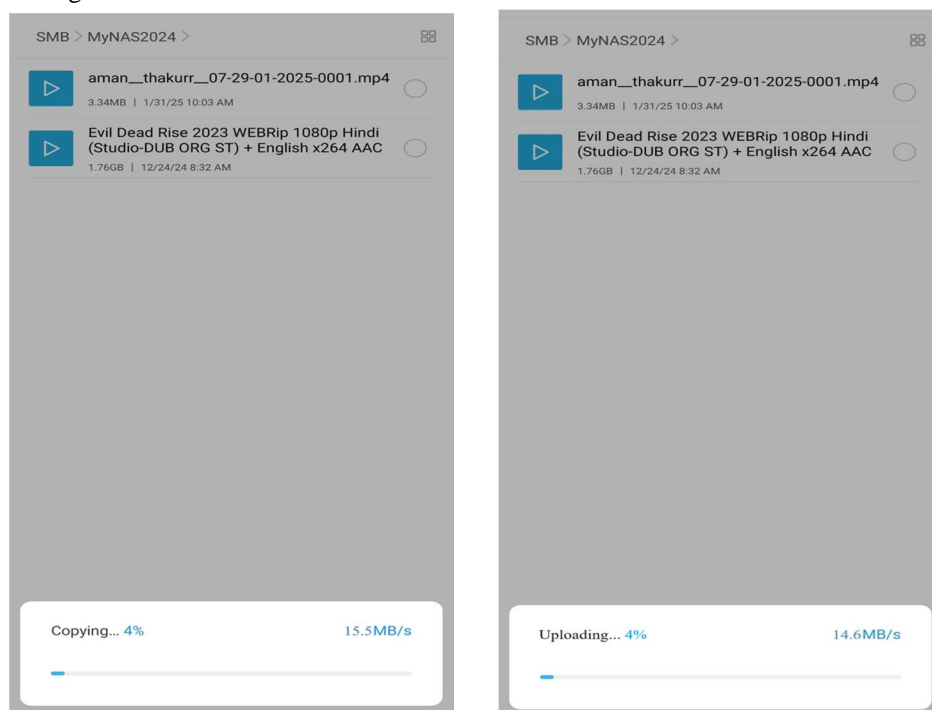 SMB > MyNAS2024 >
aman__thakurr__07-29-01-2025-0001.mp4
3.34MB | 1/31/25 10:03 AM
Evil Dead Rise 2023 WEBRip 1080p Hindi
(Studio-DUB ORG ST) + English x264 AAC
1.76GB | 12/24/24 8:32 AM
Copying... 4% 15.5MB/s
SMB > MyNAS2024 >
aman__thakurr__07-29-01-2025-0001.mp4
3.34MB | 1/31/25 10:03 AM
Evil Dead Rise 2023 WEBRip 1080p Hindi
(Studio-DUB ORG ST) + English x264 AAC
1.76GB | 12/24/24 8:32 AM
Uploading... 4% 14.6MB/s